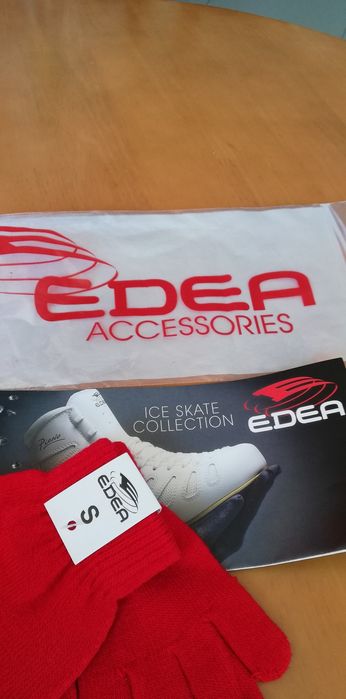 EDEA
ACCESSORIES
ICE SKATE
COLLECTION
EDEA
Piano
EDEA
S